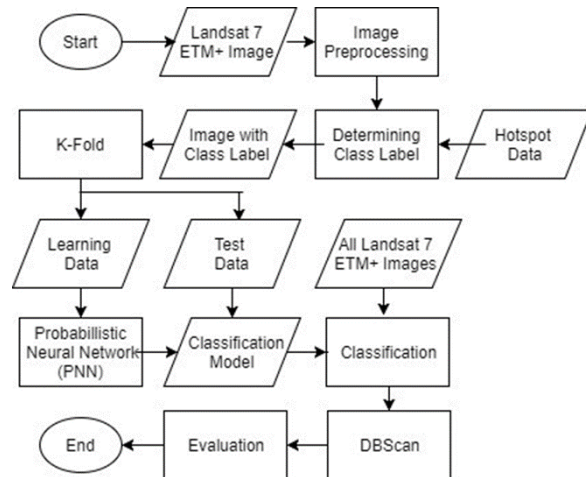 Start
Landsat 7
ETM+ Image
Image
Preprocessing
K-Fold
Image with
Class Label
Determining
Class Label
Hotspot
Data
Learning
Data
Test
Data
All Landsat 7
ETM+ Images
Probabillistic
Neural Network
(PNN)
Classification
Model
Classification
End
Evaluation
DBScan